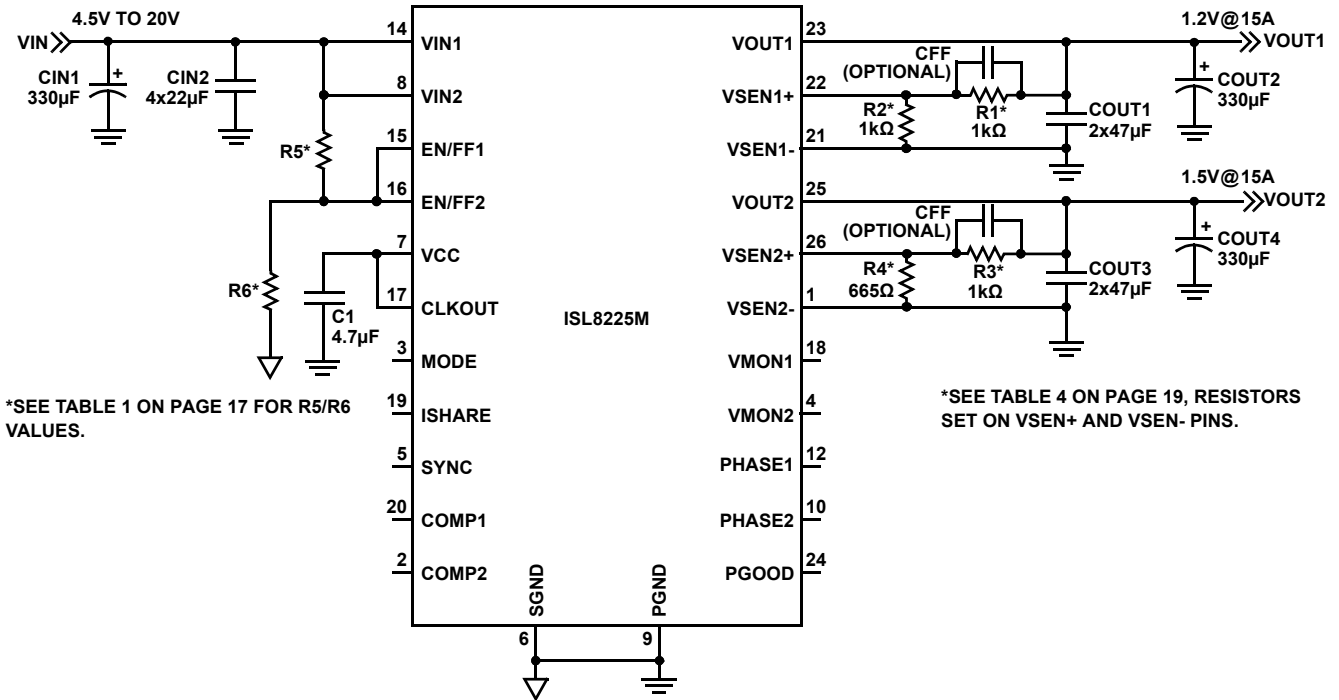 4.5V TO 20V
VIN
CIN1
330µF
+
CIN2
4x22µF
R5*
R6*
C1
4.7µF
*SEE TABLE 1 ON PAGE 17 FOR R5/R6
VALUES.
14 VIN1
8 VIN2
15 EN/FF1
16 EN/FF2
7 VCC
17 CLKOUT
3 MODE
19 ISHARE
5 SYNC
20 COMP1
2 COMP2
ISL8225M
SGND
6
PGND
9
VOUT1 23
VSEN1+ 22
VSEN1- 21
VOUT2 25
VSEN2+ 26
VSEN2- 1
VMON1 18
VMON2 4
PHASE1 12
PHASE2 10
PGOOD 24
1.2V@15A
VOUT1
CFF
(OPTIONAL)
R2*
1kΩ
R1*
1kΩ
COUT1
2x47µF
+
COUT2
330µF
1.5V@15A
VOUT2
CFF
(OPTIONAL)
R4*
665Ω
R3*
1kΩ
COUT3
2x47µF
+
COUT4
330µF
*SEE TABLE 4 ON PAGE 19, RESISTORS
SET ON VSEN+ AND VSEN- PINS.